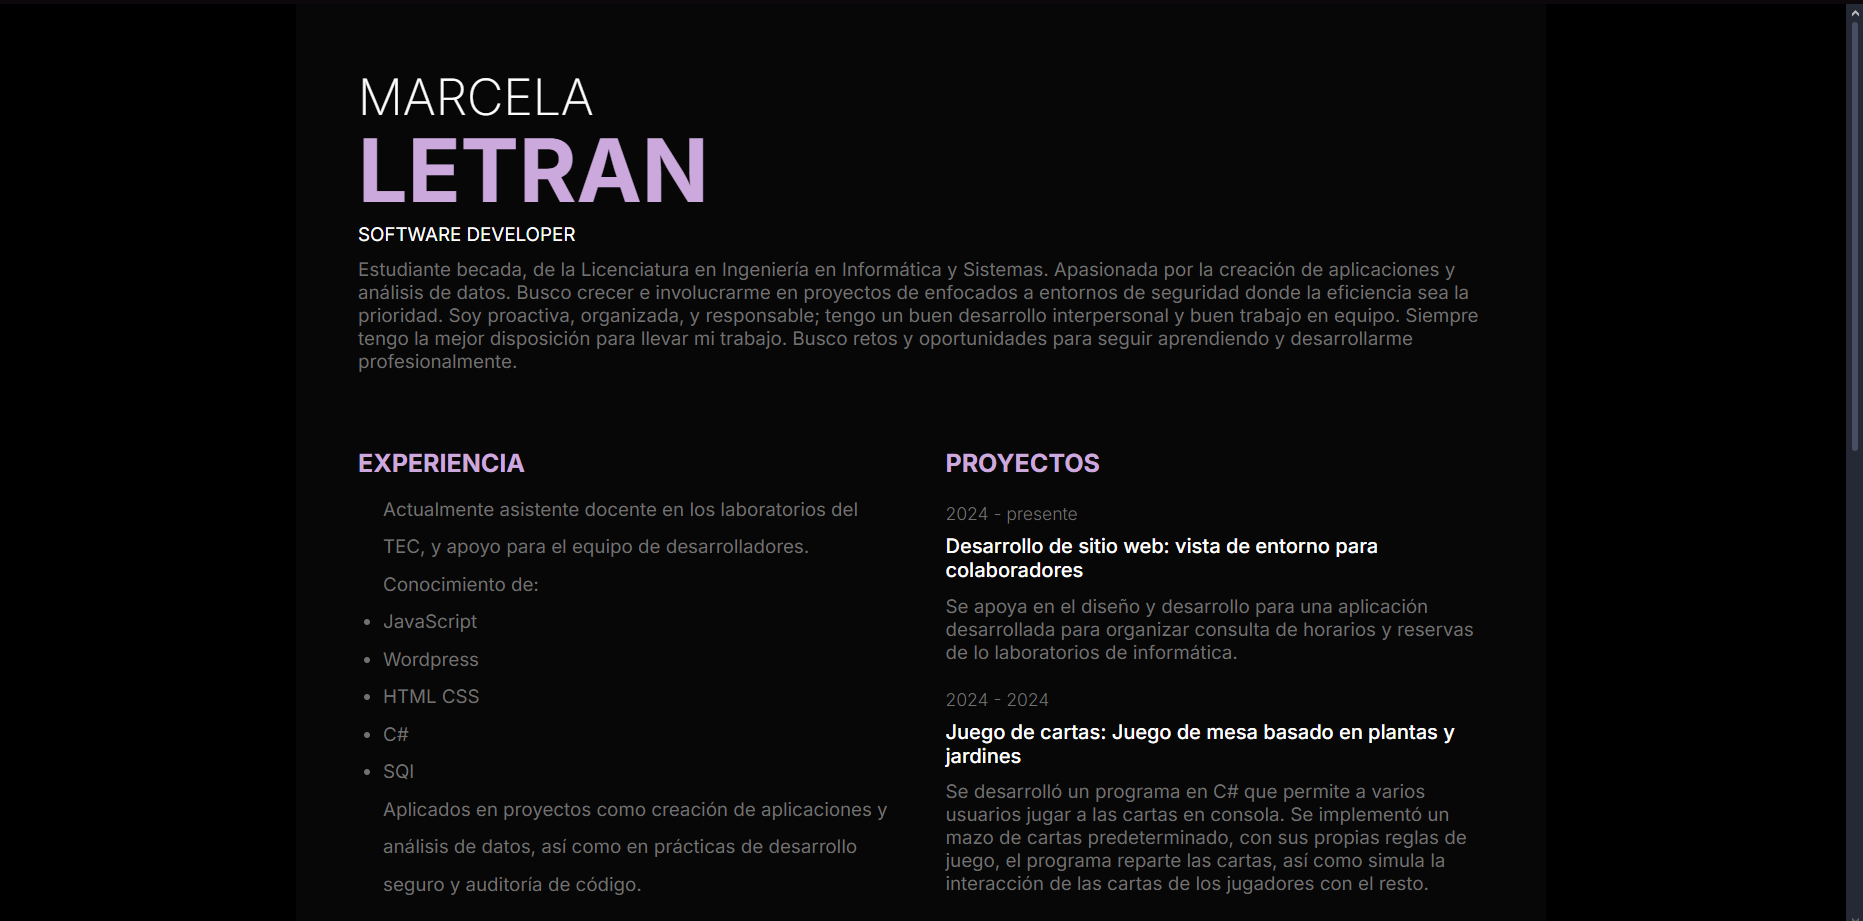 MARCELA
LETRAN
SOFTWARE DEVELOPER
Estudiante becada, de la Licenciatura en Ingeniería en Informática y Sistemas. Apasionada por la creación de aplicaciones y
análisis de datos. Busco crecer e involucrarme en proyectos de enfocados a entornos de seguridad donde la eficiencia sea la
prioridad. Soy proactiva, organizada, y responsable; tengo un buen desarrollo interpersonal y buen trabajo en equipo. Siempre
tengo la mejor disposición para llevar mi trabajo. Busco retos y oportunidades para seguir aprendiendo y desarrollarme
profesionalmente.
EXPERIENCIA
Actualmente asistente docente en los laboratorios del
TEC, y apoyo para el equipo de desarrolladores.
Conocimiento de:
• JavaScript
• Wordpress
• HTML CSS
• C#
• SQl
Aplicados en proyectos como creación de aplicaciones y
análisis de datos, así como en prácticas de desarrollo
seguro y auditoría de código.
PROYECTOS
2024 - presente
Desarrollo de sitio web: vista de entorno para
colaboradores
Se apoya en el diseño y desarrollo para una aplicación
desarrollada para organizar consulta de horarios y reservas
de lo laboratorios de informática.
2024 - 2024
Juego de cartas: Juego de mesa basado en plantas y
jardines
Se desarrolló un programa en C# que permite a varios
usuarios jugar a las cartas en consola. Se implementó un
mazo de cartas predeterminado, con sus propias reglas de
juego, el programa reparte las cartas, así como simula la
interacción de las cartas de los jugadores con el resto.